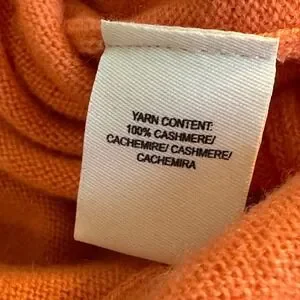 YARN CONTENT:
100% CASHMERE/
CACHEMIRE/ CASHMERE/
CACHEMIRA